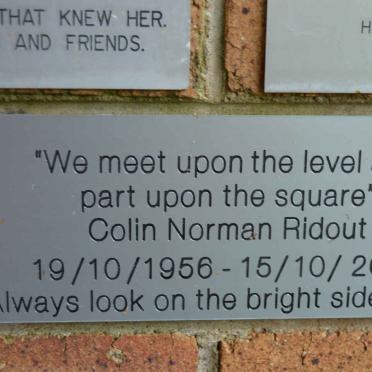 THAT KNEW HER.
AND FRIENDS.
H
"We meet upon the level
part upon the square"
Colin Norman Ridout
19/10/1956 - 15/10/ 2
Always look on the bright side